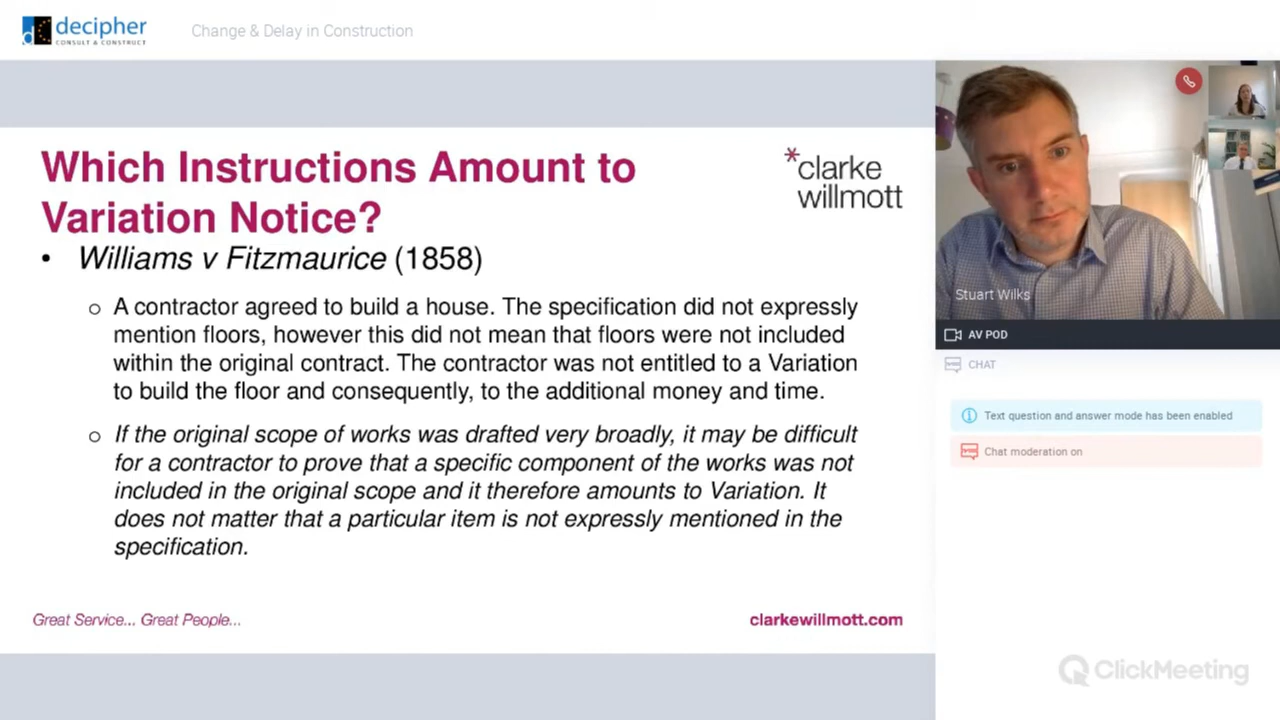 decipher
CONSULT & CONSTRUCT
Change & Delay in Construction
Which Instructions Amount to
Variation Notice?
*clarke
willmott
• Williams v Fitzmaurice (1858)
o A contractor agreed to build a house. The specification did not expressly
mention floors, however this did not mean that floors were not included
within the original contract. The contractor was not entitled to a Variation
to build the floor and consequently, to the additional money and time.
o If the original scope of works was drafted very broadly, it may be difficult
for a contractor to prove that a specific component of the works was not
included in the original scope and it therefore amounts to Variation. It
does not matter that a particular item is not expressly mentioned in the
specification.
Great Service... Great People...
clarkewillmott.com
Stuart Wilks
AV POD
CHAT
Text question and answer mode has been enabled
Chat moderation on
ClickMeeting